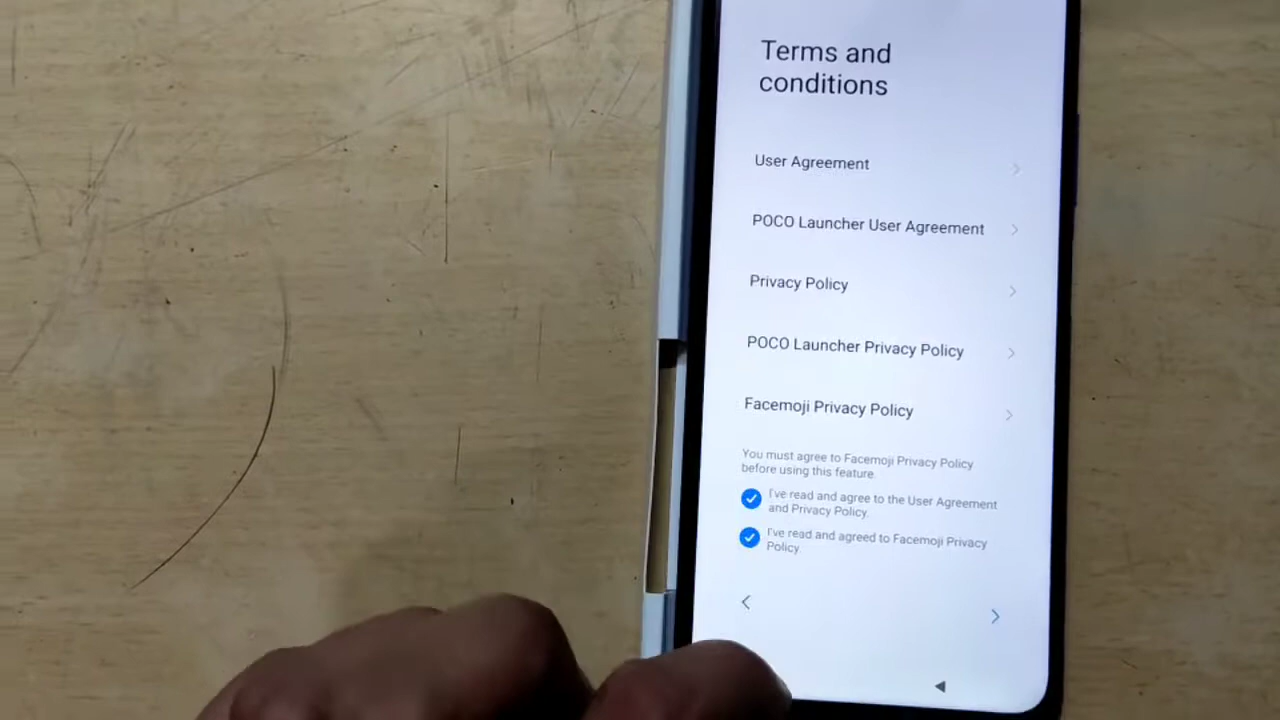 Terms and
conditions
User Agreement
POCO Launcher User Agreement
Privacy Policy
POCO Launcher Privacy Policy
Facemoji Privacy Policy
You must agree to Facemoji Privacy Policy
before using this feature.
I've read and agree to the User Agreement
and Privacy Policy.
I've read and agreed to Facemoji Privacy
Policy.